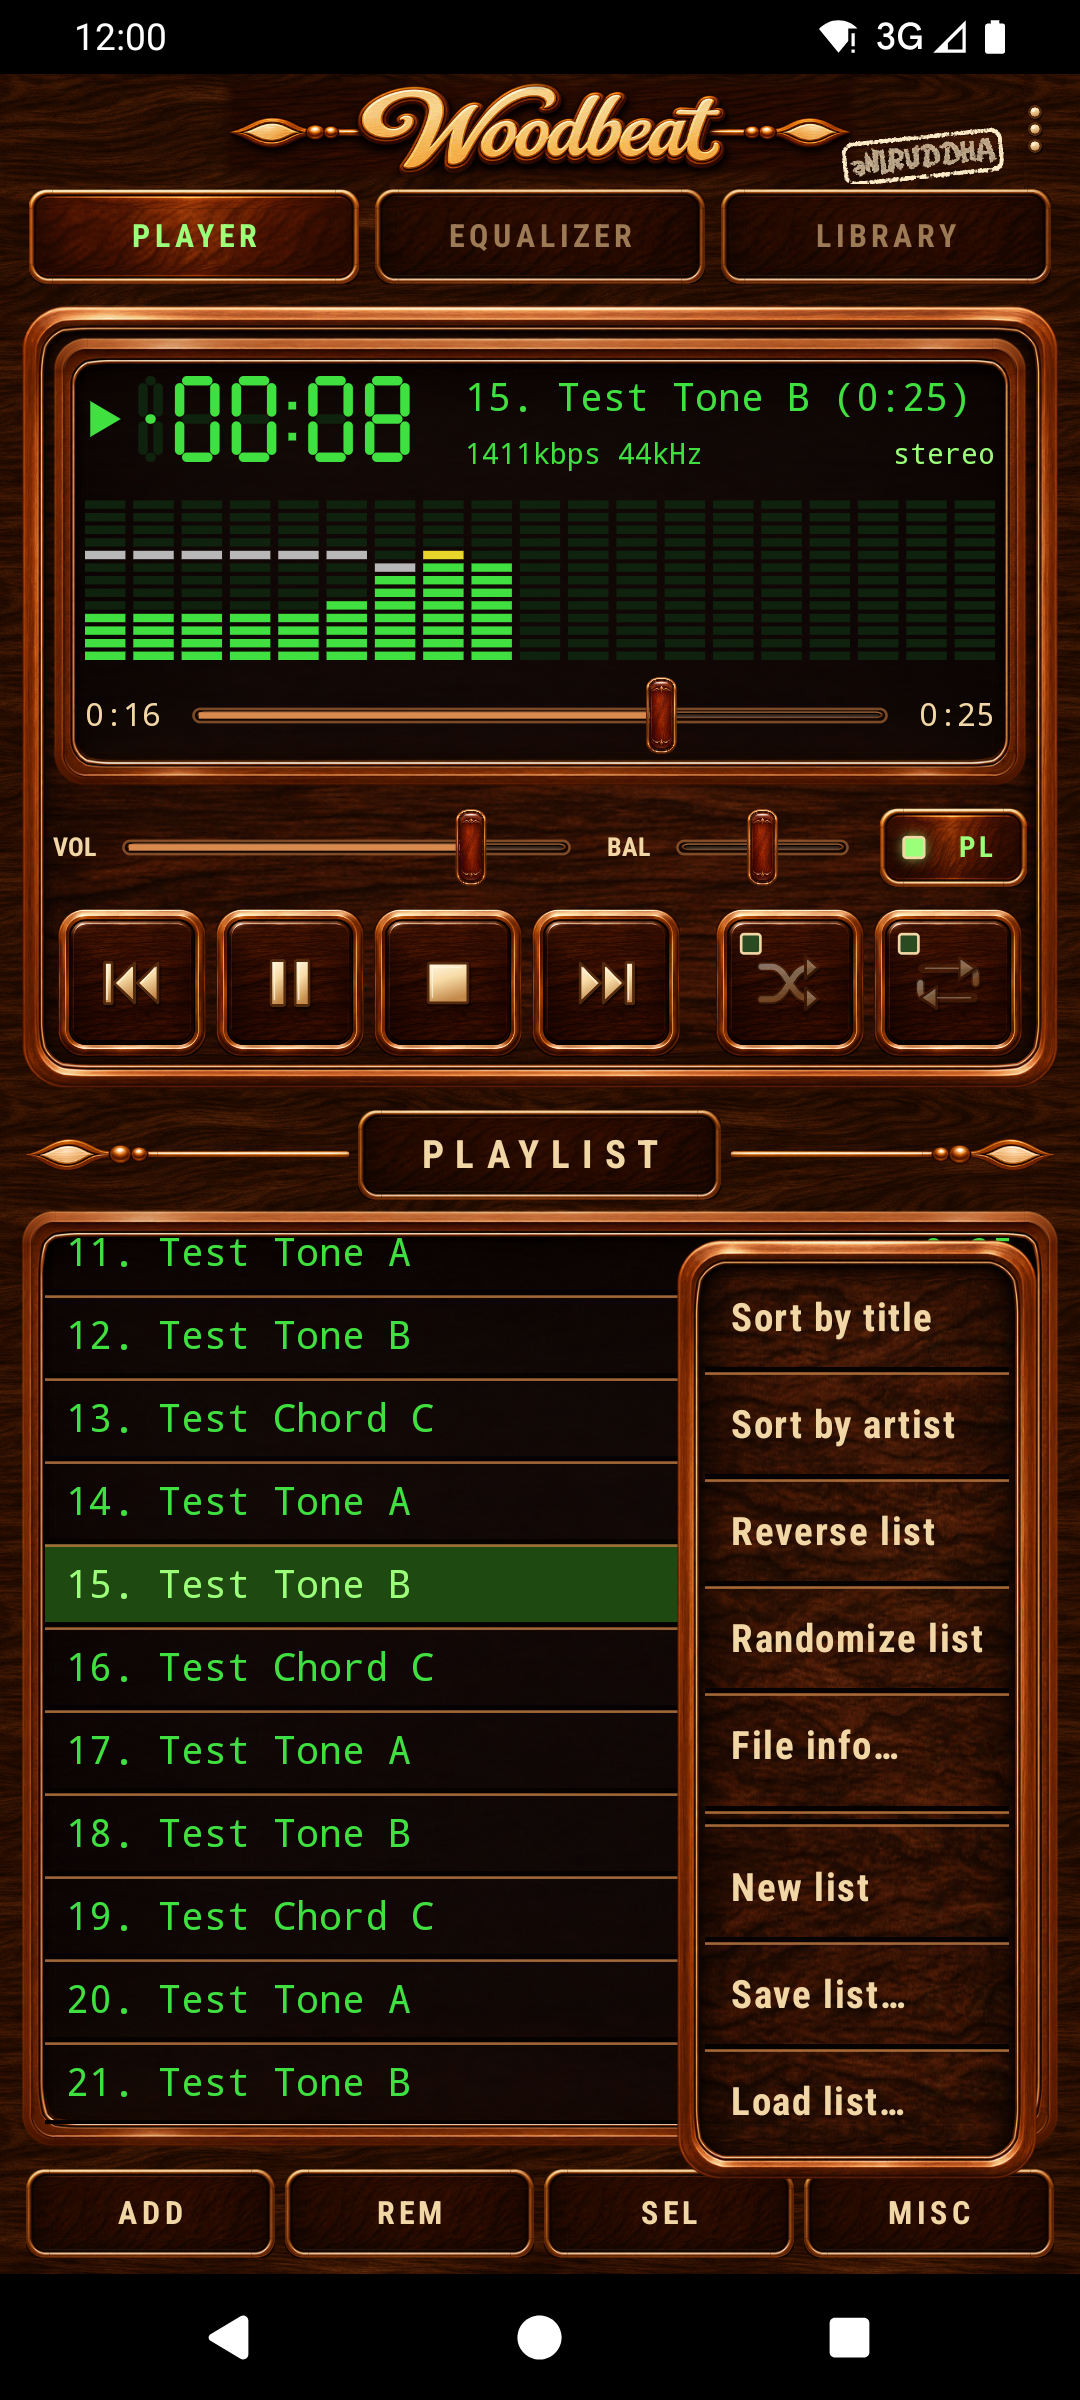 12:00
3G
Woodbeat
aNIRUDDHA
PLAYER
EQUALIZER
LIBRARY
00:08
15. Test Tone B (0:25)
1411kbps 44kHz
stereo
0:16
0:25
VOL
BAL
PL
PLAYLIST
11. Test Tone A
12. Test Tone B
13. Test Chord C
14. Test Tone A
15. Test Tone B
16. Test Chord C
17. Test Tone A
18. Test Tone B
19. Test Chord C
20. Test Tone A
21. Test Tone B
Sort by title
Sort by artist
Reverse list
Randomize list
File info…
New list
Save list…
Load list…
ADD
REM
SEL
MISC